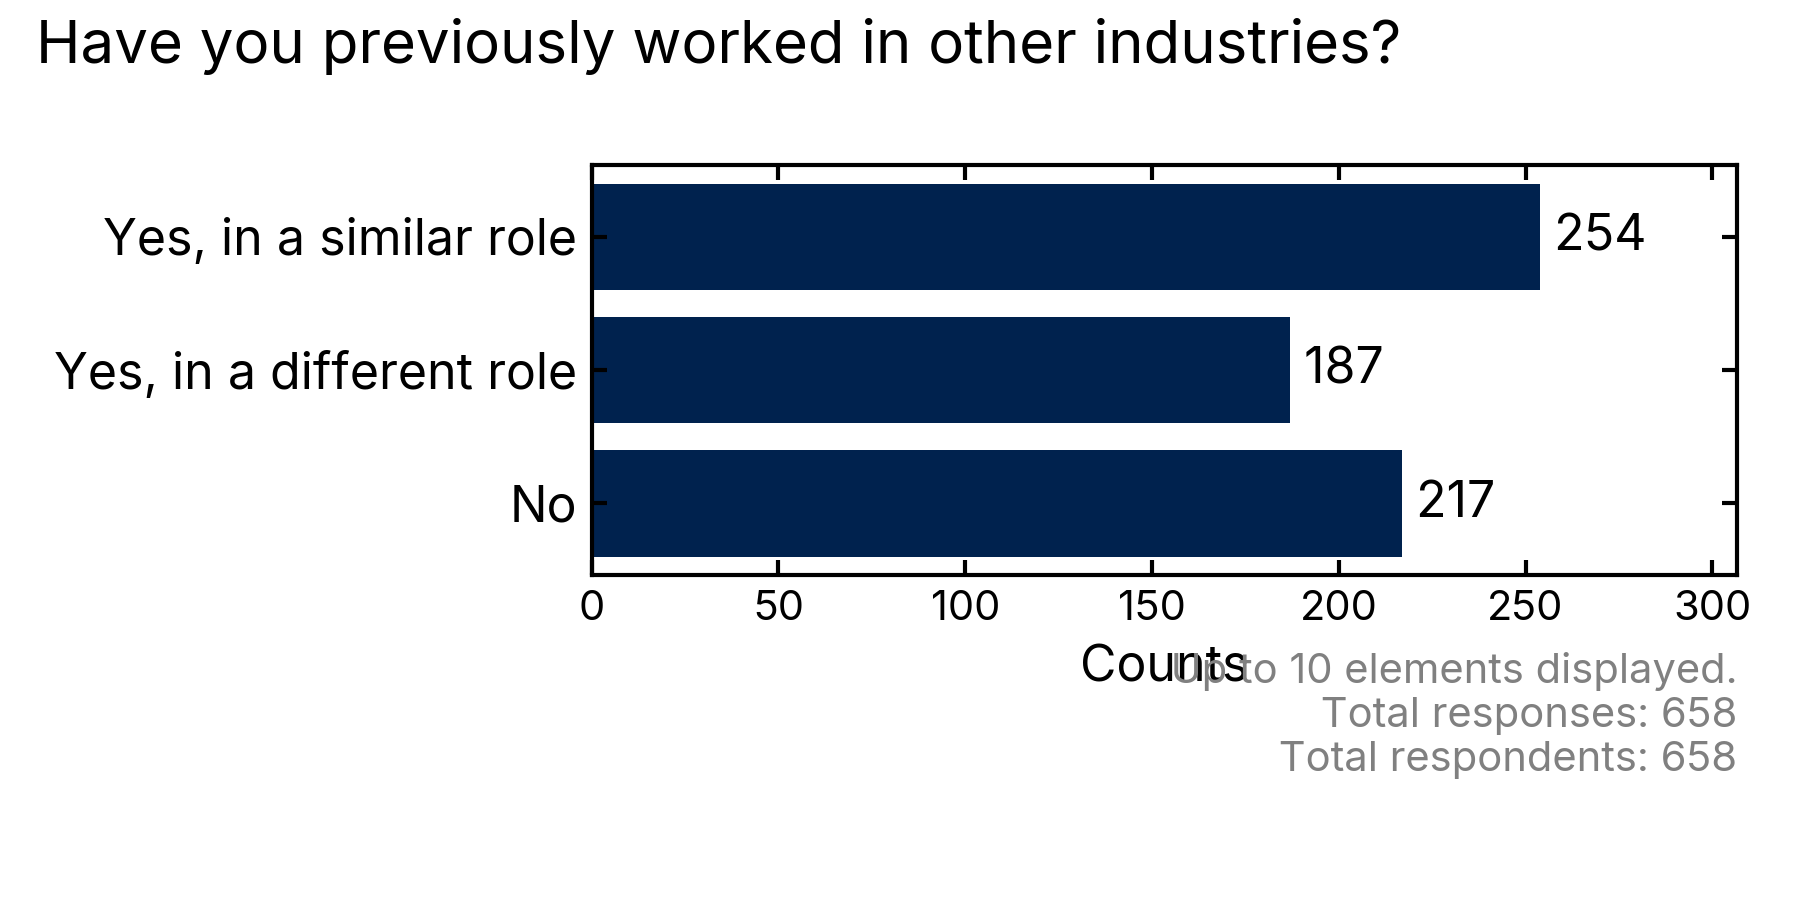 Have you previously worked in other industries?
Yes, in a similar role
254
Yes, in a different role
187
No
217
0 50 100 150 200 250 300
Counts
Up to 10 elements displayed.
Total responses: 658
Total respondents: 658